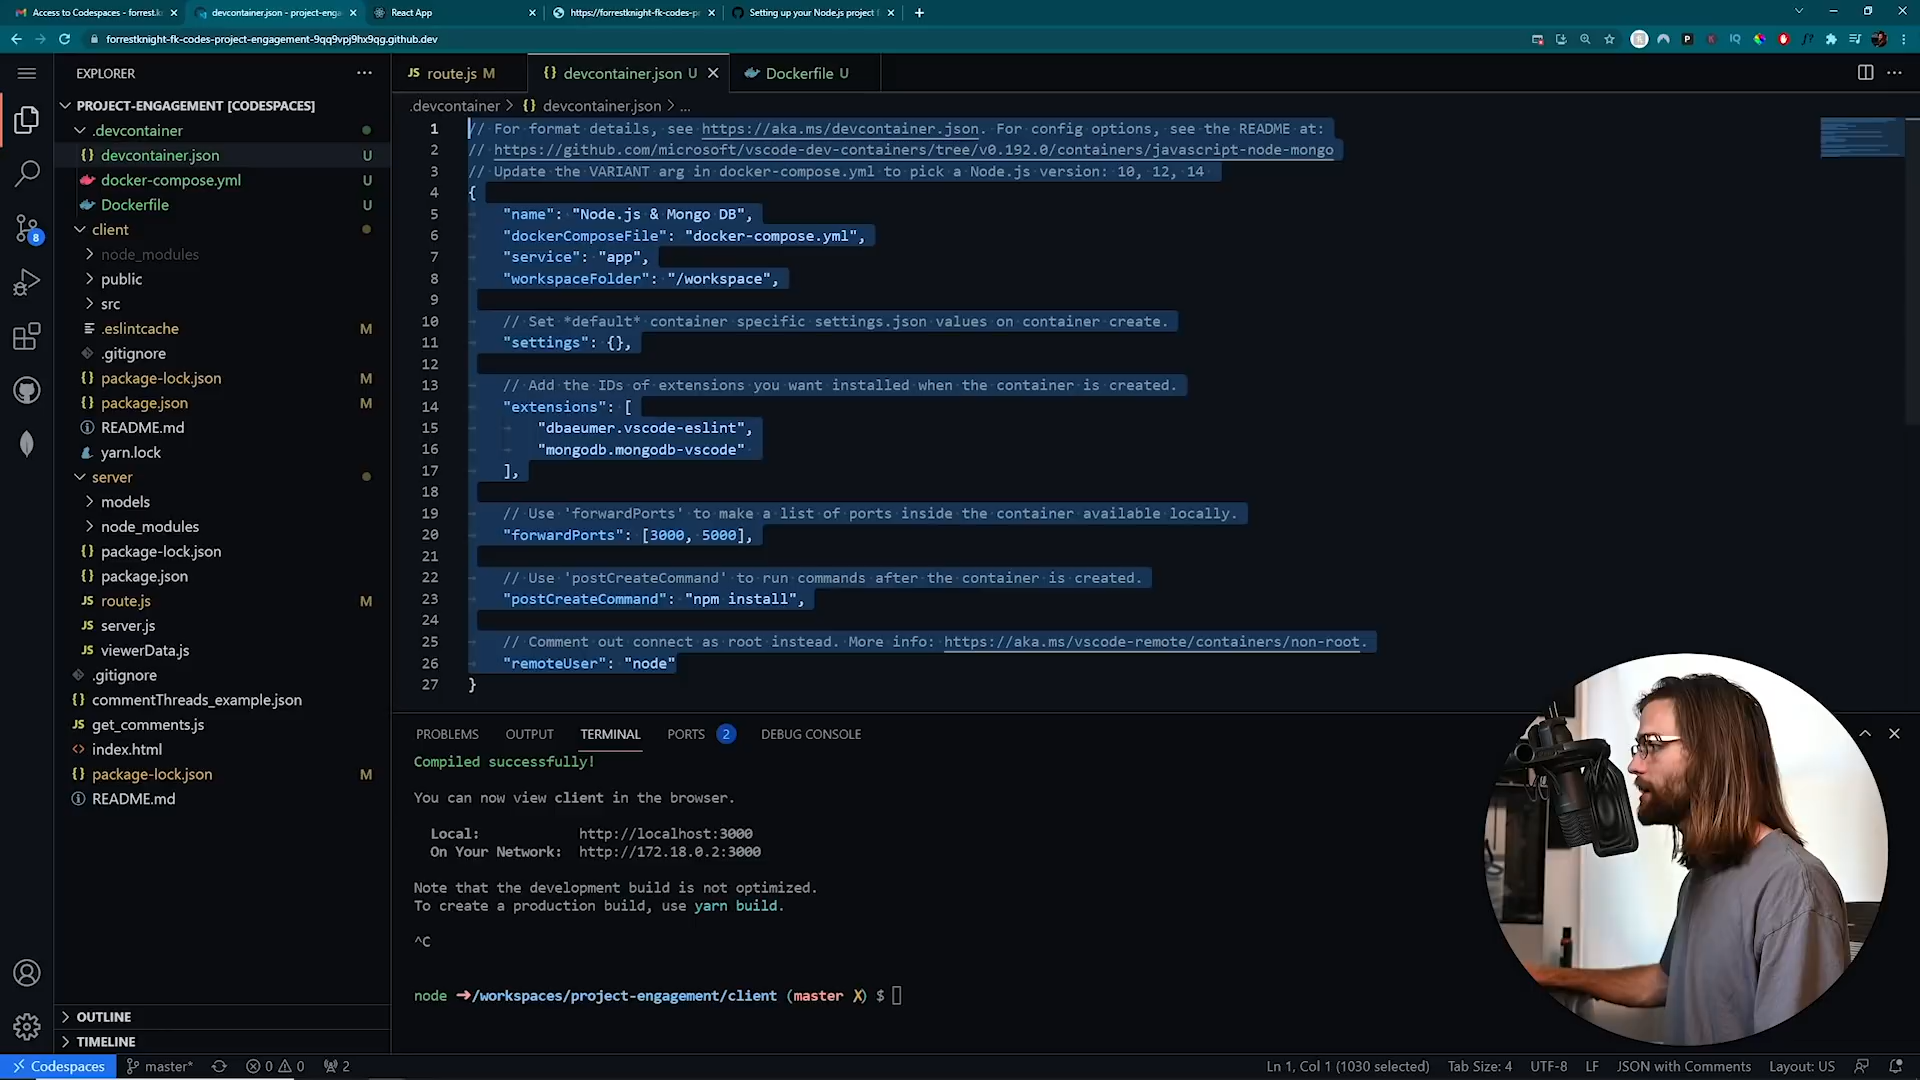 Access to Codespaces - forrest.k
devcontainer.json - project-enga
React App
https://forrestknight-fk-codes-p
Setting up your Node.js project f
forrestknight-fk-codes-project-engagement-9qq9vpj9hx9qg.github.dev
EXPLORER
PROJECT-ENGAGEMENT [CODESPACES]
.devcontainer
devcontainer.json U
docker-compose.yml U
Dockerfile U
client
node_modules
public
src
.eslintcache M
.gitignore
package-lock.json M
package.json M
README.md
yarn.lock
server
models
node_modules
package-lock.json
package.json
JS route.js M
JS server.js
JS viewerData.js
.gitignore
commentThreads_example.json
JS get_comments.js
index.html
package-lock.json M
README.md
OUTLINE
TIMELINE
8
JS route.js M
{} devcontainer.json U
Dockerfile U
.devcontainer > {} devcontainer.json > ...
1 // For format details, see https://aka.ms/devcontainer.json. For config options, see the README at:
2 // https://github.com/microsoft/vscode-dev-containers/tree/v0.192.0/containers/javascript-node-mongo
3 // Update the VARIANT arg in docker-compose.yml to pick a Node.js version: 10, 12, 14
4 {
5 "name": "Node.js & Mongo DB",
6 "dockerComposeFile": "docker-compose.yml",
7 "service": "app",
8 "workspaceFolder": "/workspace",
9
10 // Set *default* container specific settings.json values on container create.
11 "settings": {},
12
13 // Add the IDs of extensions you want installed when the container is created.
14 "extensions": [
15 "dbaeumer.vscode-eslint",
16 "mongodb.mongodb-vscode"
17 ],
18
19 // Use 'forwardPorts' to make a list of ports inside the container available locally.
20 "forwardPorts": [3000, 5000],
21
22 // Use 'postCreateCommand' to run commands after the container is created.
23 "postCreateCommand": "npm install",
24
25 // Comment out connect as root instead. More info: https://aka.ms/vscode-remote/containers/non-root.
26 "remoteUser": "node"
27 }
PROBLEMS OUTPUT TERMINAL PORTS 2 DEBUG CONSOLE
Compiled successfully!
You can now view client in the browser.
Local: http://localhost:3000
On Your Network: http://172.18.0.2:3000
Note that the development build is not optimized.
To create a production build, use yarn build.
^C
node ➜/workspaces/project-engagement/client (master X) $
Codespaces master* 0 0 2 Ln 1, Col 1 (1030 selected) Tab Size: 4 UTF-8 LF JSON with Comments Layout: US